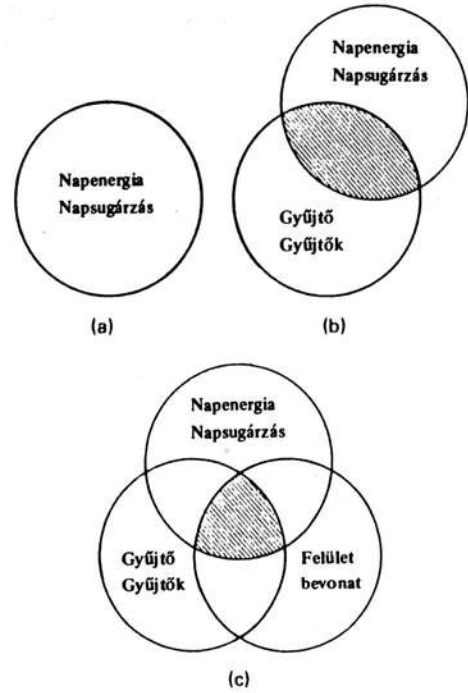 Napenergia
Napsugárzás
(a)
Napenergia
Napsugárzás
Gyűjtő
Gyűjtők
(b)
Napenergia
Napsugárzás
Gyűjtő
Gyűjtők
Felület
bevonat
(c)